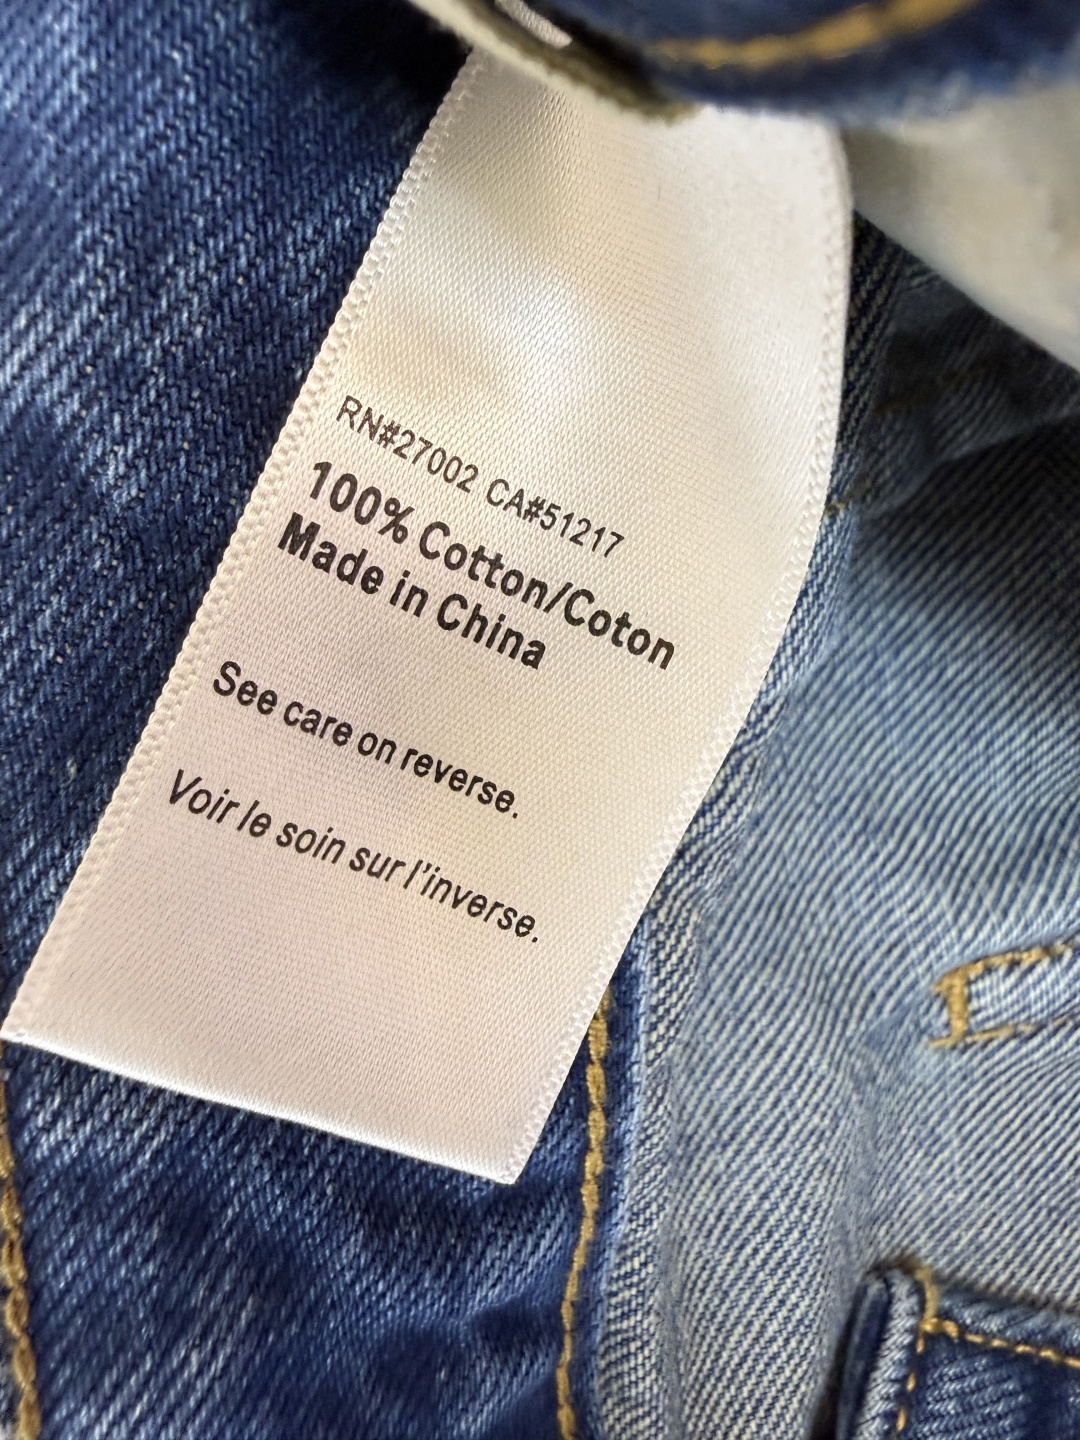 RN#27002 CA#51217
100% Cotton/Coton
Made in China
See care on reverse.
Voir le soin sur l'inverse.